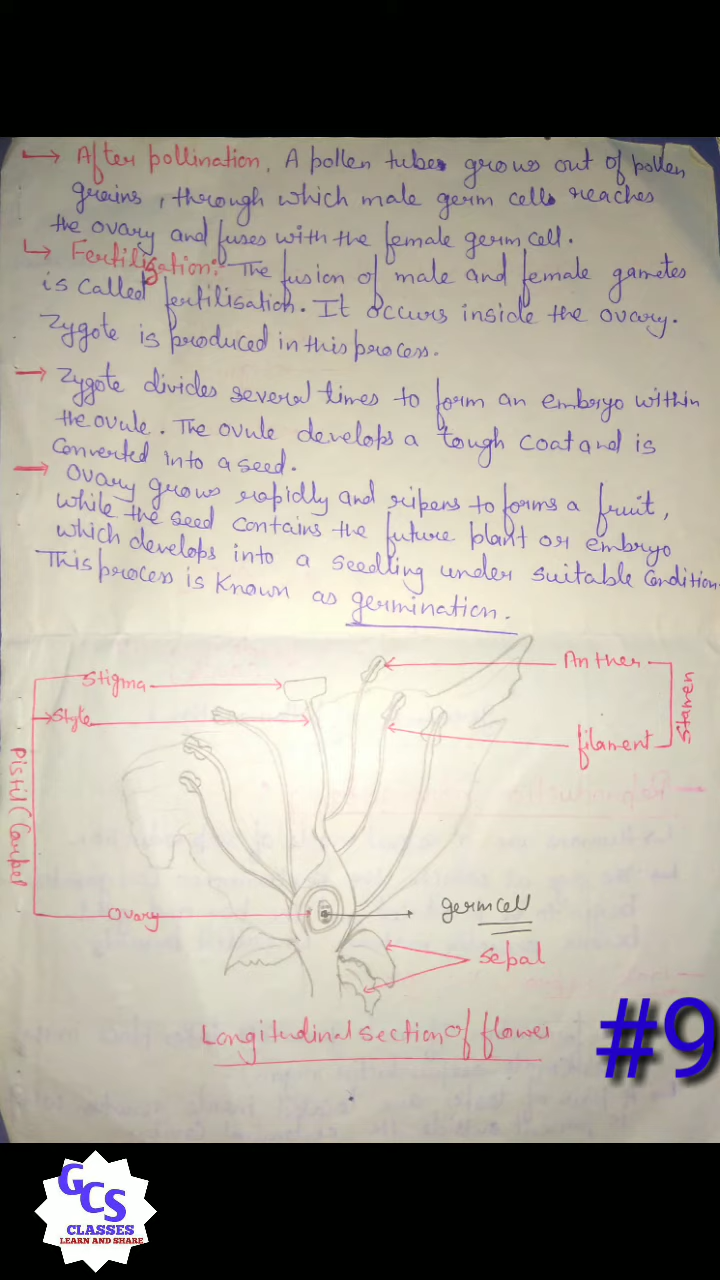 ↳ After pollination. A pollen tubes grows out of pollen
grains, through which male germ cells reaches
the ovary and fuses with the female germ cell.
↳ Fertilisation:- The fusion of male and female gametes
is called fertilisation. It occurs inside the ovary.
Zygote is produced in this process.
→ Zygote divides several times to form an embryo within
the ovule. The ovule develops a tough coat and is
converted into a seed.
→ Ovary grows rapidly and ripens to forms a fruit,
while the seed contains the future plant or embryo
which develops into a seedling under suitable condition.
This process is known as germination.
Stigma
Style
Ovary
Pistil (Carpel
Anther
filament
Stamen
germ cell
sepal
Longitudinal section of flower
#9
GCS
CLASSES
LEARN AND SHARE